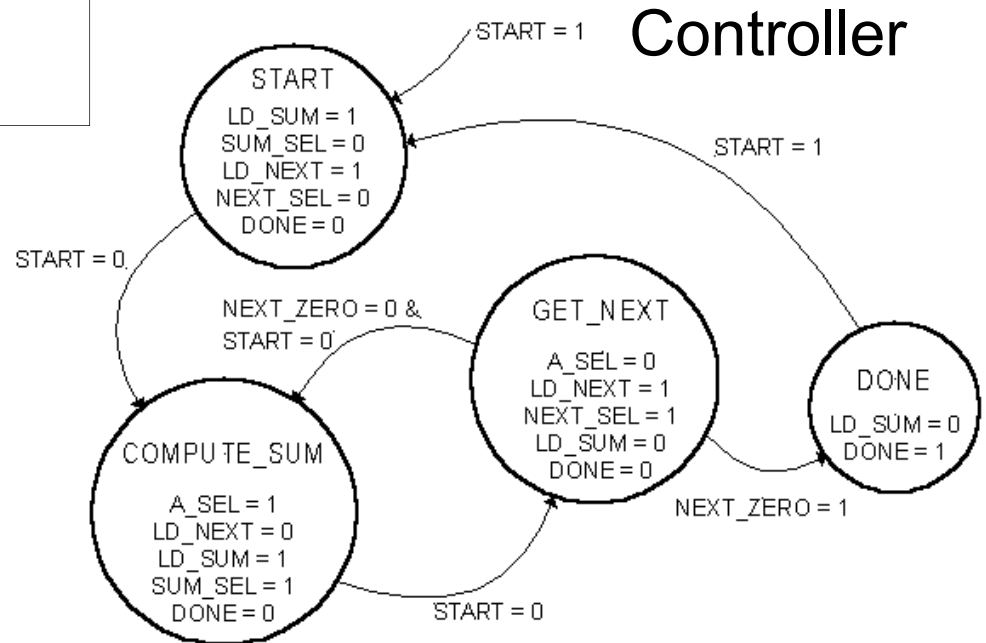 Controller
START = 1
START
LD_SUM = 1
SUM_SEL = 0
LD_NEXT = 1
NEXT_SEL = 0
DONE = 0
START = 1
START = 0
NEXT_ZERO = 0 &
START = 0
GET_NEXT
A_SEL = 0
LD_NEXT = 1
NEXT_SEL = 1
LD_SUM = 0
DONE = 0
DONE
LD_SUM = 0
DONE = 1
COMPUTE_SUM
A_SEL = 1
LD_NEXT = 0
LD_SUM = 1
SUM_SEL = 1
DONE = 0
NEXT_ZERO = 1
START = 0